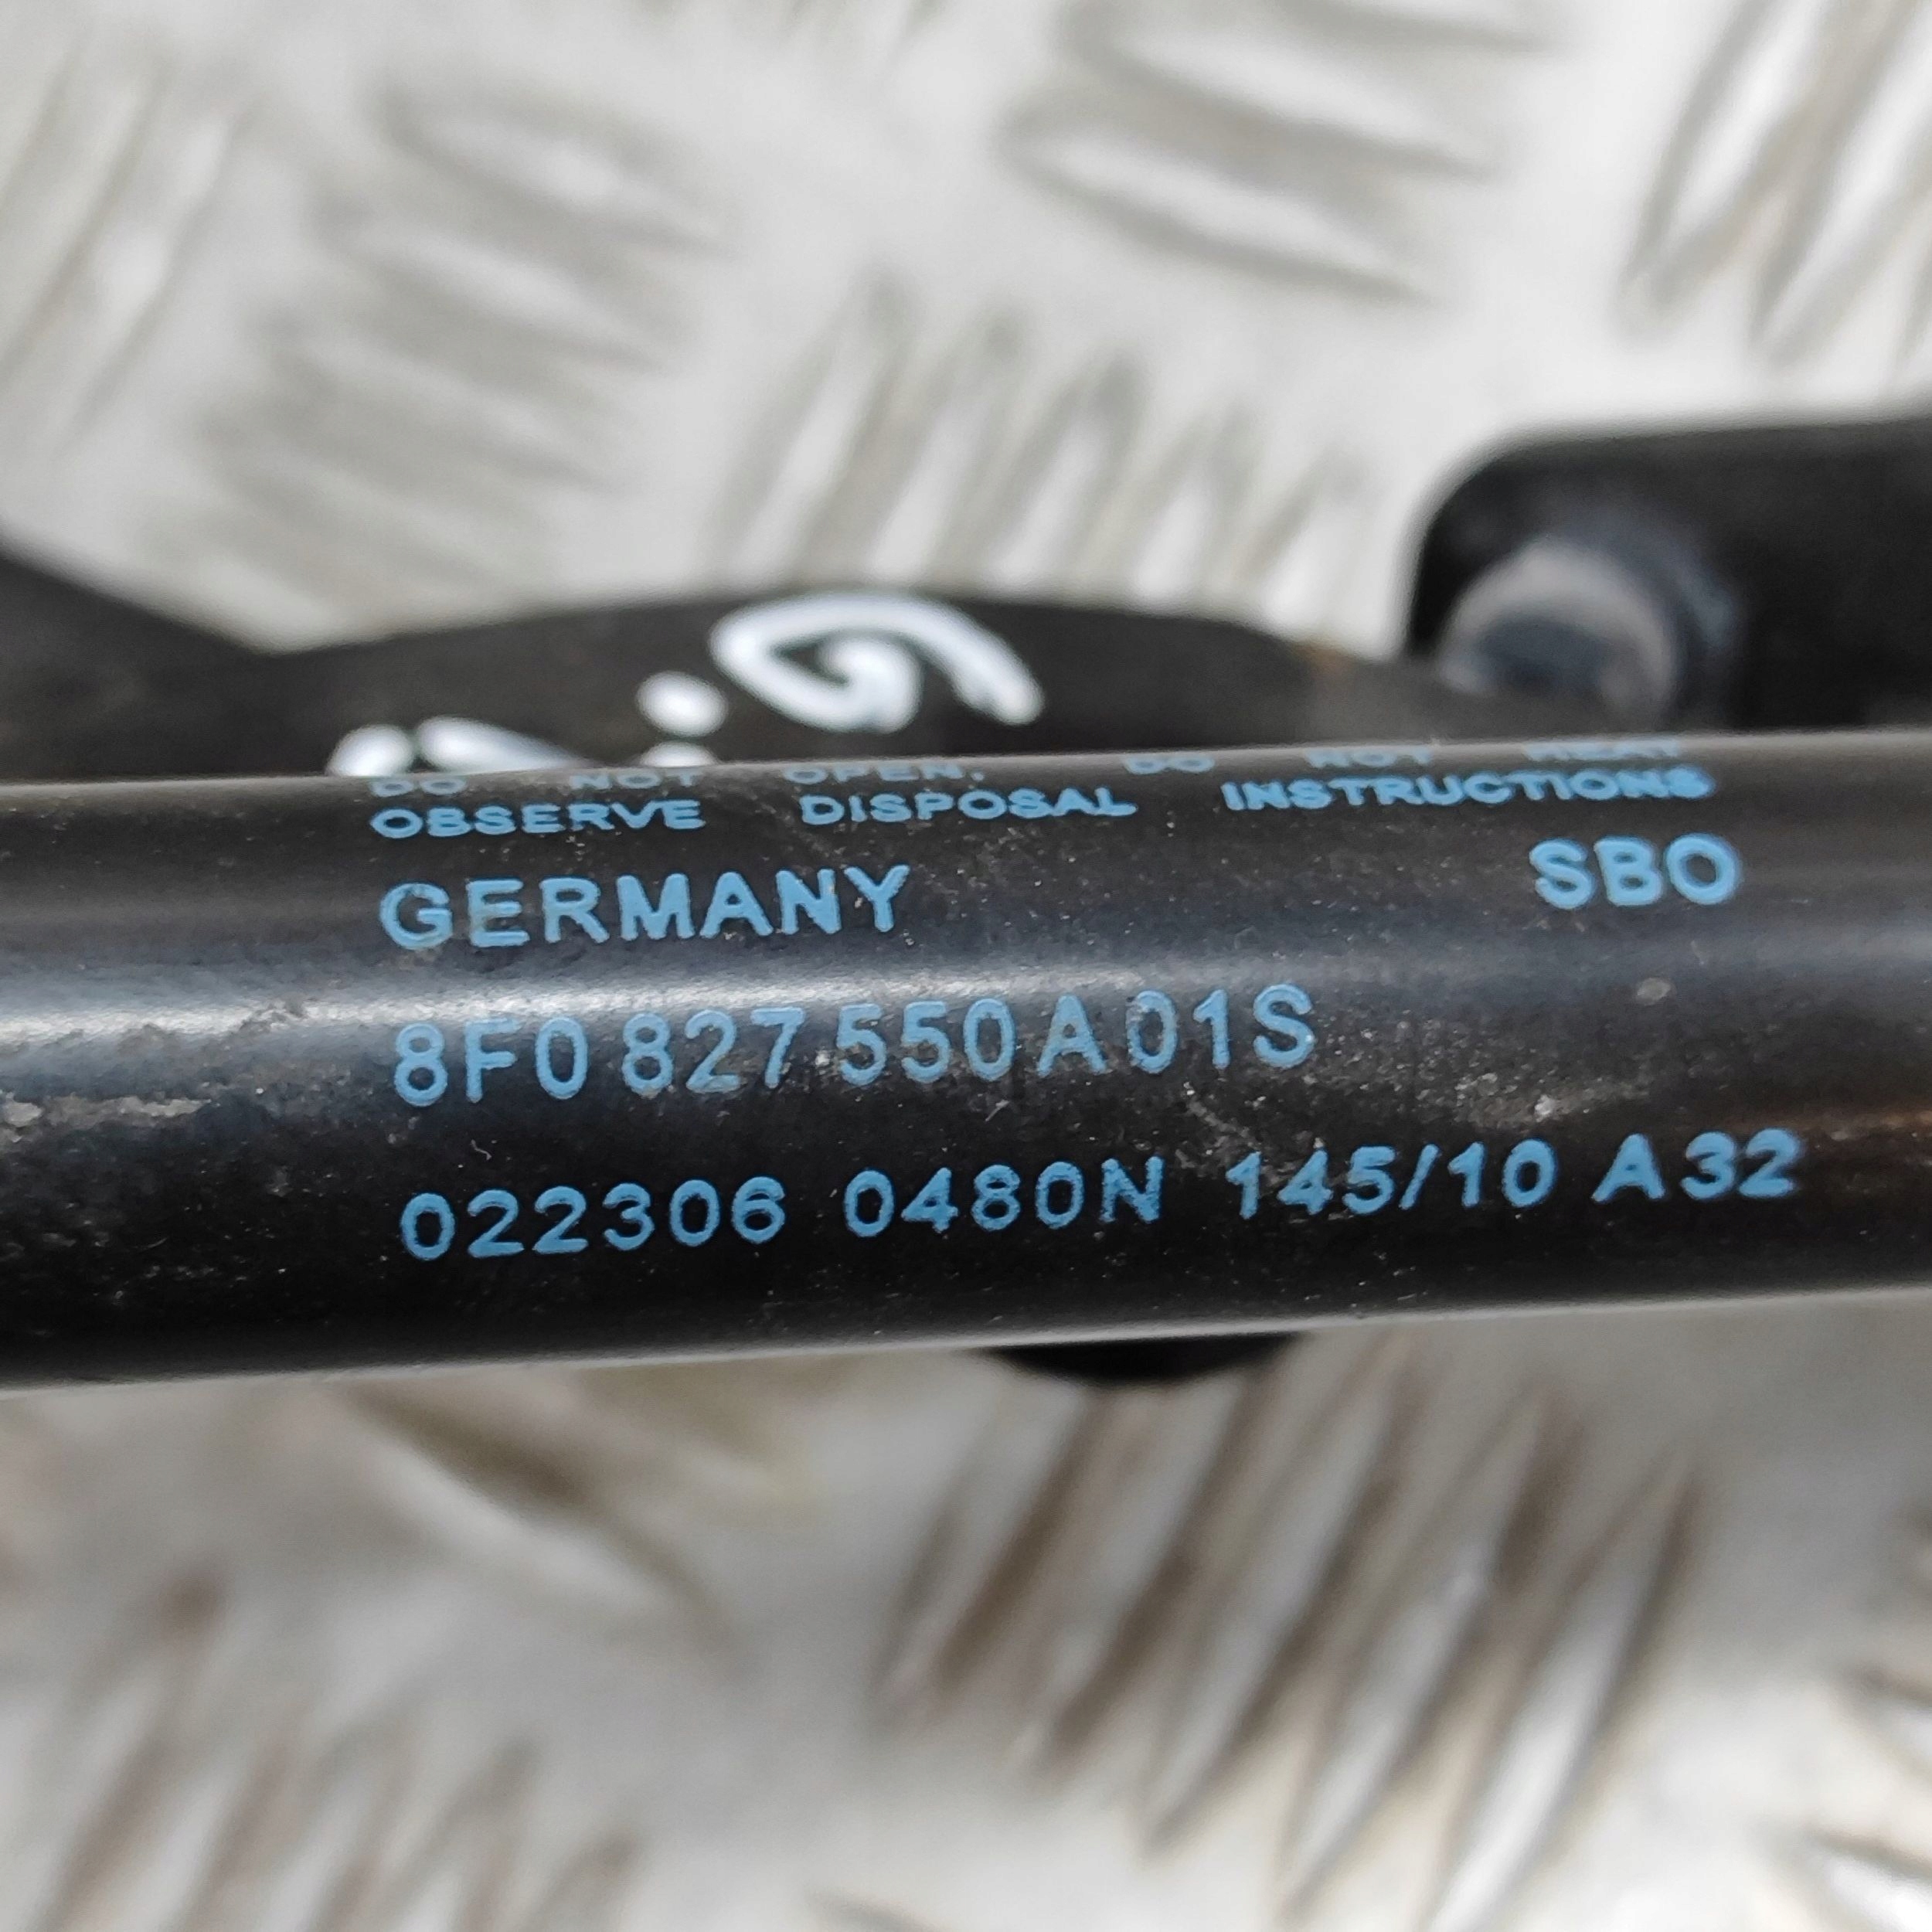 G
DO NOT OPEN. DO NOT HEAT
OBSERVE DISPOSAL INSTRUCTIONS
GERMANY SBO
8F0 827 550 A 01S
022306 0480N 145/10 A32